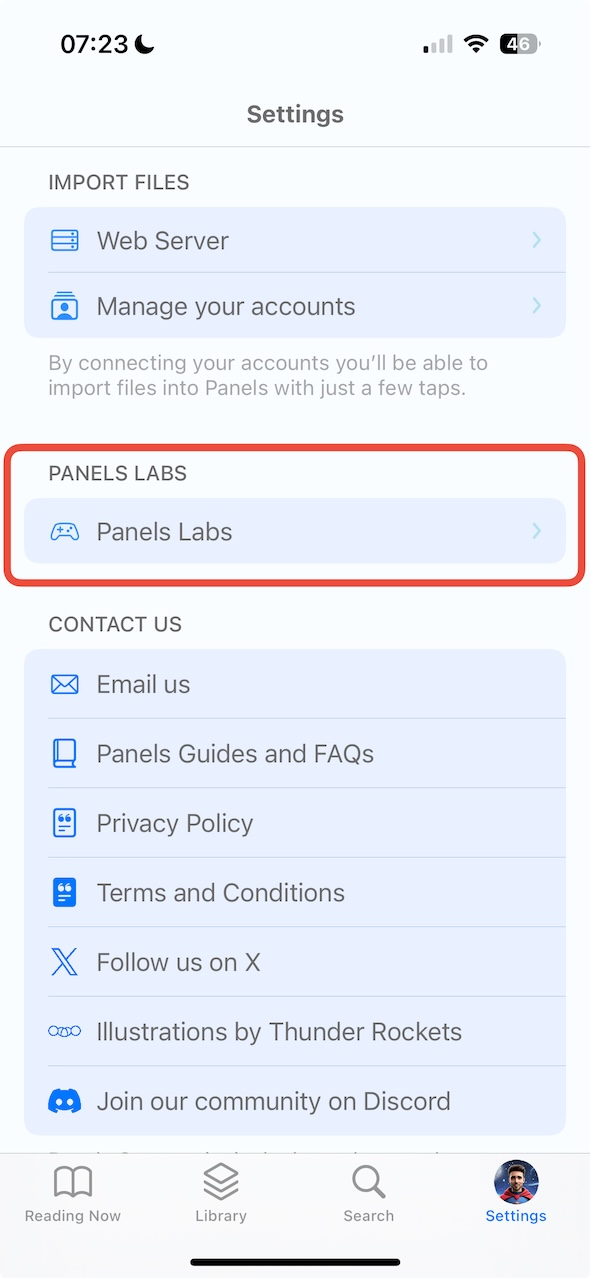 07:23
46
Settings
IMPORT FILES
Web Server
Manage your accounts
By connecting your accounts you’ll be able to
import files into Panels with just a few taps.
PANELS LABS
Panels Labs
CONTACT US
Email us
Panels Guides and FAQs
Privacy Policy
Terms and Conditions
Follow us on X
Illustrations by Thunder Rockets
Join our community on Discord
Reading Now
Library
Search
Settings